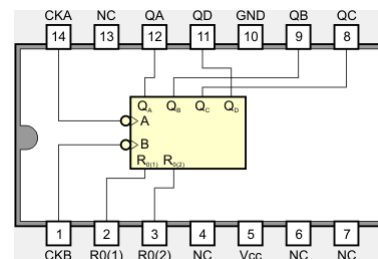 CKA NC QA QD GND QB QC
14 13 12 11 10 9 8
QA QB QC QD
A
B
R0(1) R0(2)
1 2 3 4 5 6 7
CKB R0(1) R0(2) NC Vcc NC NC